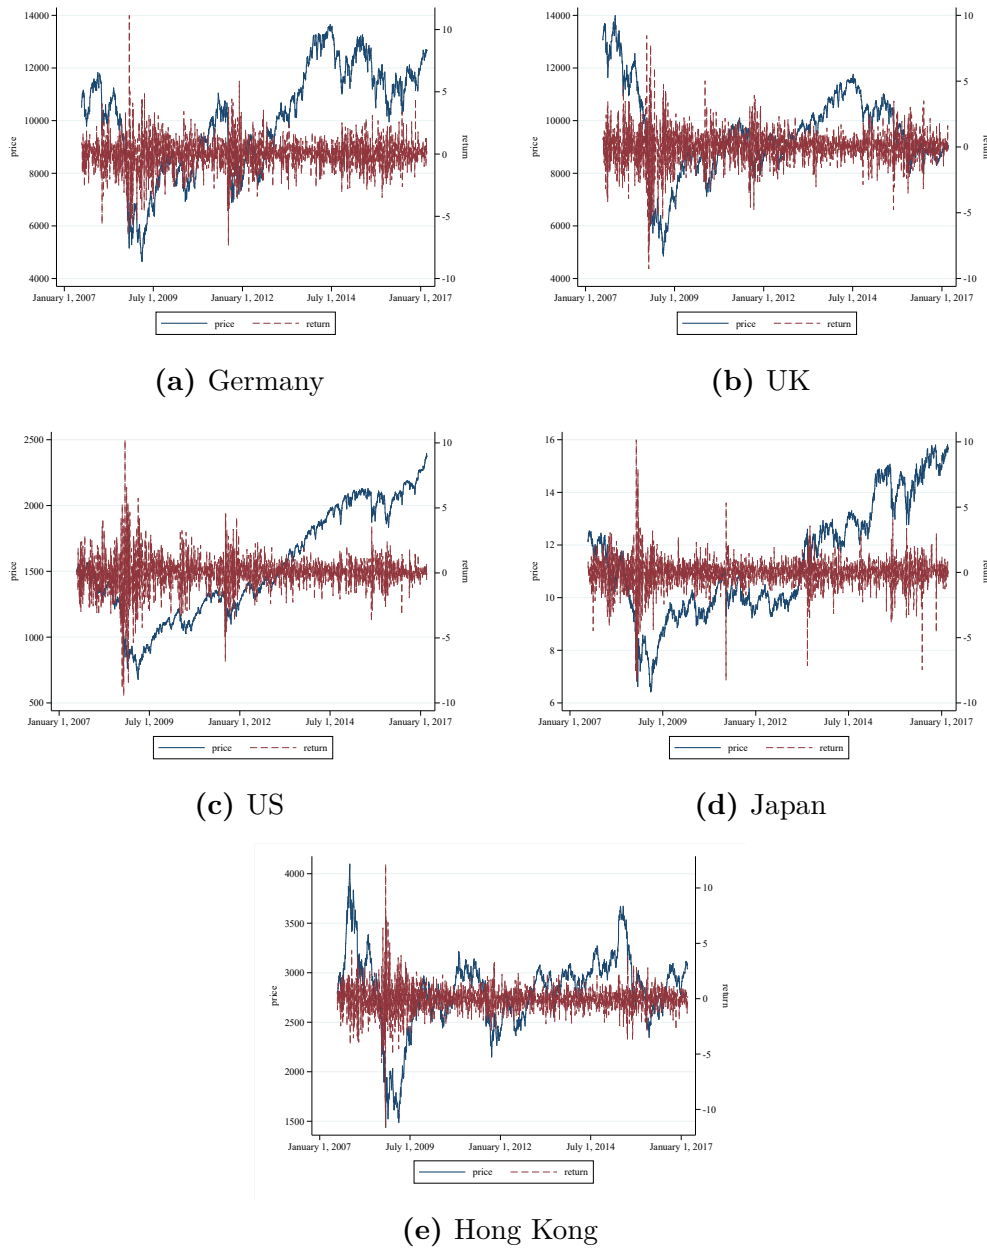 14000
12000
10000
8000
6000
4000
price
10
5
0
-5
-10
return
January 1, 2007 July 1, 2009 January 1, 2012 July 1, 2014 January 1, 2017
price return
(a) Germany
14000
12000
10000
8000
6000
4000
price
10
5
0
-5
-10
return
January 1, 2007 July 1, 2009 January 1, 2012 July 1, 2014 January 1, 2017
price return
(b) UK
2500
2000
1500
1000
500
price
10
5
0
-5
-10
return
January 1, 2007 July 1, 2009 January 1, 2012 July 1, 2014 January 1, 2017
price return
(c) US
16
14
12
10
8
6
price
10
5
0
-5
-10
return
January 1, 2007 July 1, 2009 January 1, 2012 July 1, 2014 January 1, 2017
price return
(d) Japan
4000
3500
3000
2500
2000
1500
price
10
5
0
-5
-10
return
January 1, 2007 July 1, 2009 January 1, 2012 July 1, 2014 January 1, 2017
price return
(e) Hong Kong